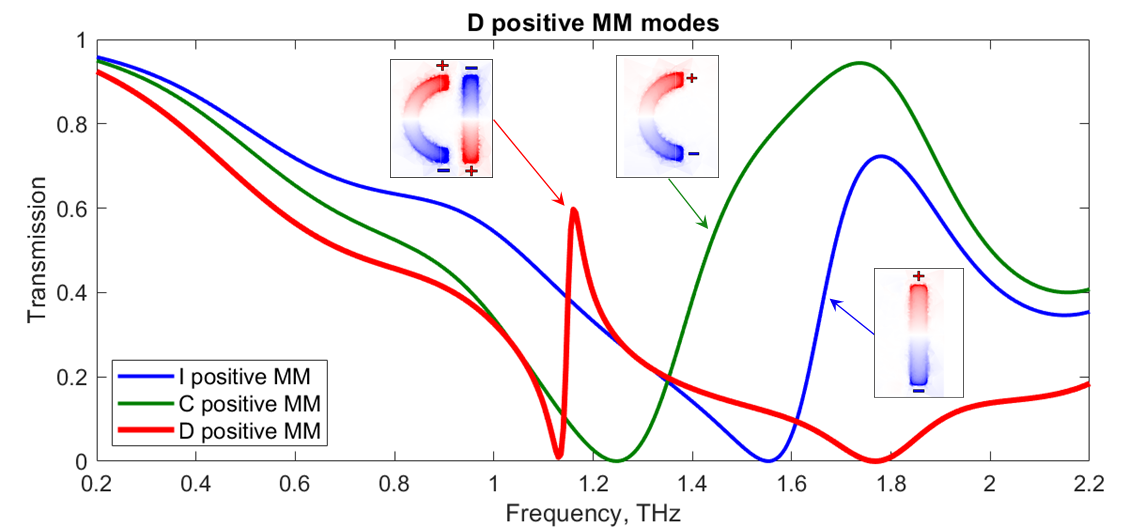 D positive MM modes
Transmission
1
0.8
0.6
0.4
0.2
0
+ −
− +
+
−
+
−
I positive MM
C positive MM
D positive MM
0.2 0.4 0.6 0.8 1 1.2 1.4 1.6 1.8 2 2.2
Frequency, THz